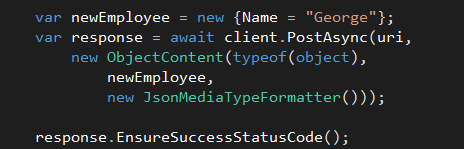 var newEmployee = new {Name = "George"};
var response = await client.PostAsync(uri,
new ObjectContent(typeof(object),
newEmployee,
new JsonMediaTypeFormatter()));
response.EnsureSuccessStatusCode();